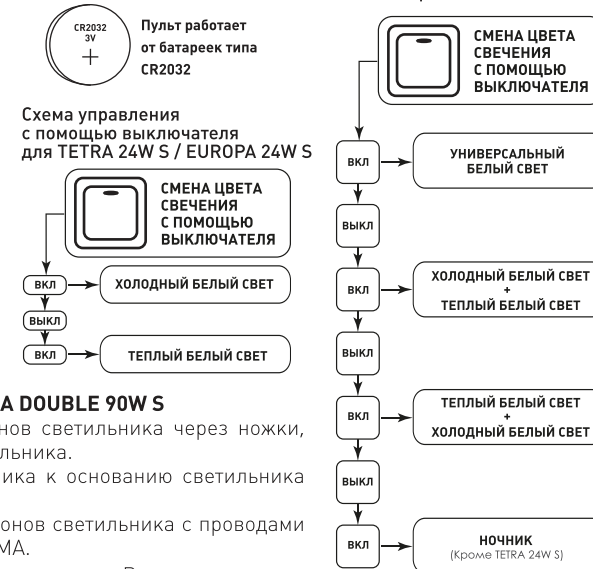 CR2032
3V
+
Пульт работает
от батареек типа
CR2032
Схема управления
с помощью выключателя
для TETRA 24W S / EUROPA 24W S
СМЕНА ЦВЕТА
СВЕЧЕНИЯ
С ПОМОЩЬЮ
ВЫКЛЮЧАТЕЛЯ
ВКЛ
ХОЛОДНЫЙ БЕЛЫЙ СВЕТ
ВЫКЛ
ВКЛ
ТЕПЛЫЙ БЕЛЫЙ СВЕТ
A DOUBLE 90W S
нов светильника через ножки,
льника.
ика к основанию светильника
онов светильника с проводами
МА.
СМЕНА ЦВЕТА
СВЕЧЕНИЯ
С ПОМОЩЬЮ
ВЫКЛЮЧАТЕЛЯ
ВКЛ
УНИВЕРСАЛЬНЫЙ
БЕЛЫЙ СВЕТ
ВЫКЛ
ВКЛ
ХОЛОДНЫЙ БЕЛЫЙ СВЕТ
+
ТЕПЛЫЙ БЕЛЫЙ СВЕТ
ВЫКЛ
ВКЛ
ТЕПЛЫЙ БЕЛЫЙ СВЕТ
+
ХОЛОДНЫЙ БЕЛЫЙ СВЕТ
ВЫКЛ
ВКЛ
НОЧНИК
(Кроме TETRA 24W S)